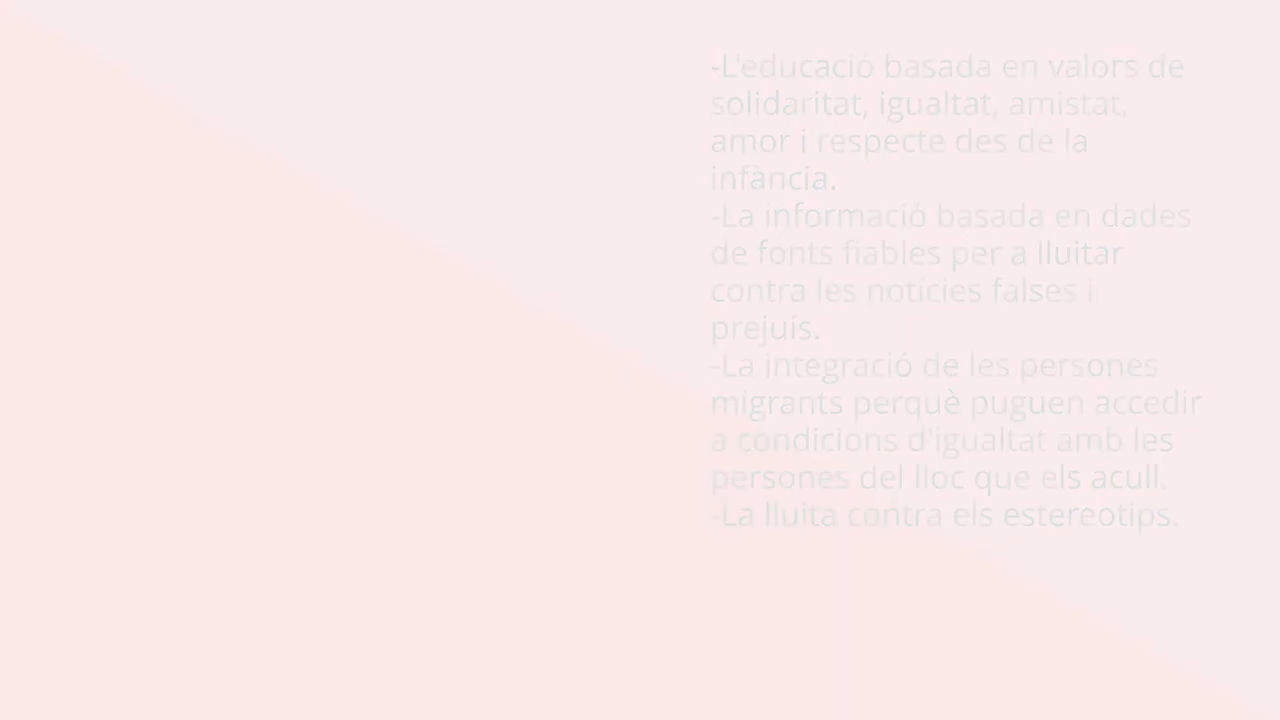 -L'educació basada en valors de
solidaritat, igualtat, amistat,
amor i respecte des de la
infància.
-La informació basada en dades
de fonts fiables per a lluitar
contra les notícies falses i
prejuís.
-La integració de les persones
migrants perquè puguen accedir
a condicions d'igualtat amb les
persones del lloc que els acull.
-La lluita contra els estereotips.